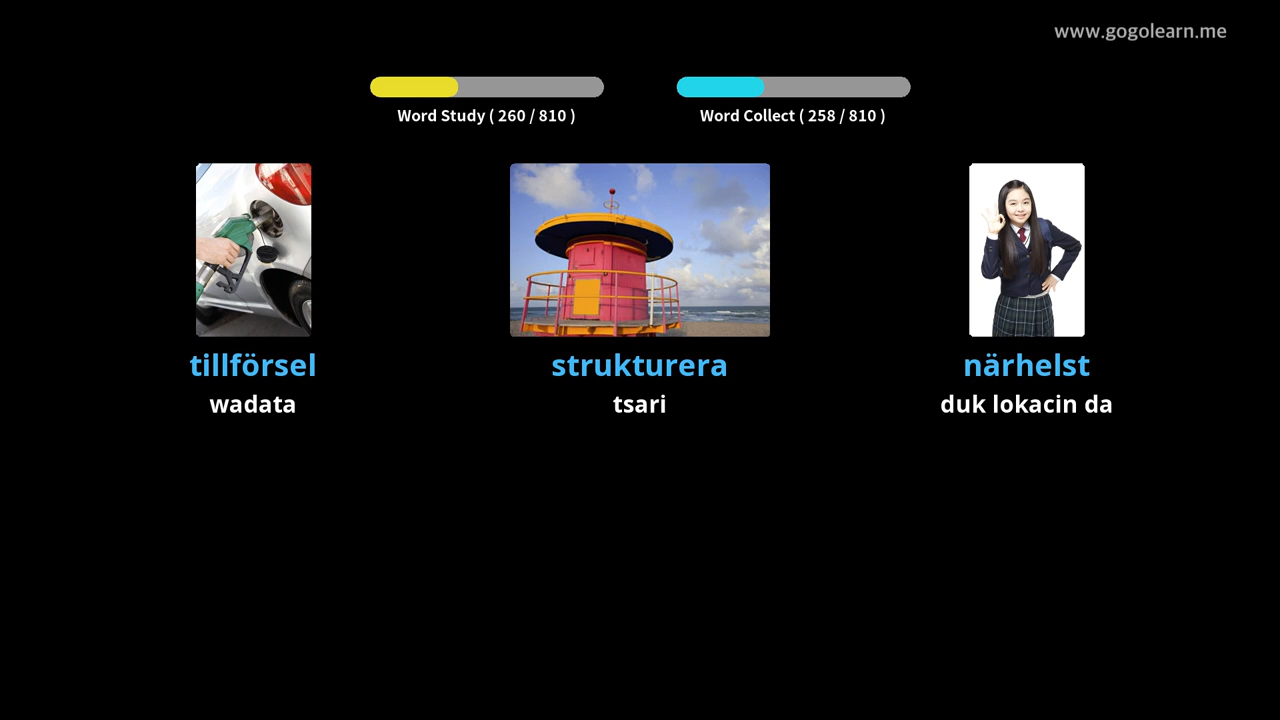 www.gogolearn.me
Word Study ( 260 / 810 )
Word Collect ( 258 / 810 )
tillförsel
wadata
strukturera
tsari
närhelst
duk lokacin da